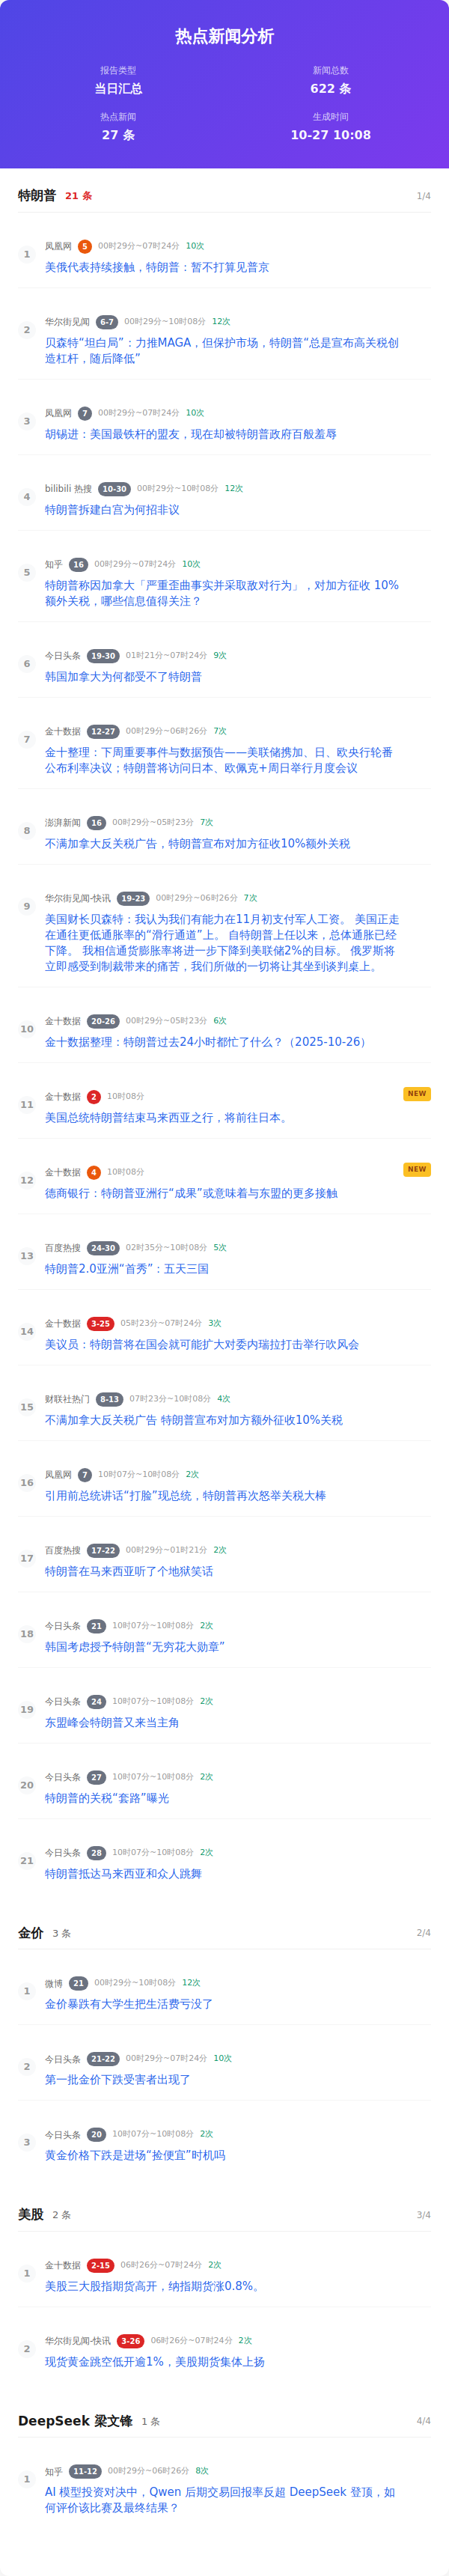 热点新闻分析
报告类型
当日汇总
新闻总数
622 条
热点新闻
27 条
生成时间
10-27 10:08
特朗普 21 条 1/4
1
凤凰网 5 00时29分~07时24分 10次
美俄代表持续接触，特朗普：暂不打算见普京
2
华尔街见闻 6-7 00时29分~10时08分 12次
贝森特“坦白局”：力推MAGA，但保护市场，特朗普“总是宣布高关税创
造杠杆，随后降低”
3
凤凰网 7 00时29分~07时24分 10次
胡锡进：美国最铁杆的盟友，现在却被特朗普政府百般羞辱
4
bilibili 热搜 10-30 00时29分~10时08分 12次
特朗普拆建白宫为何招非议
5
知乎 16 00时29分~07时24分 10次
特朗普称因加拿大「严重歪曲事实并采取敌对行为」，对加方征收 10%
额外关税，哪些信息值得关注？
6
今日头条 19-30 01时21分~07时24分 9次
韩国加拿大为何都受不了特朗普
7
金十数据 12-27 00时29分~06时26分 7次
金十整理：下周重要事件与数据预告——美联储携加、日、欧央行轮番
公布利率决议；特朗普将访问日本、欧佩克+周日举行月度会议
8
澎湃新闻 16 00时29分~05时23分 7次
不满加拿大反关税广告，特朗普宣布对加方征收10%额外关税
9
华尔街见闻-快讯 19-23 00时29分~06时26分 7次
美国财长贝森特：我认为我们有能力在11月初支付军人工资。 美国正走
在通往更低通胀率的“滑行通道”上。 自特朗普上任以来，总体通胀已经
下降。 我相信通货膨胀率将进一步下降到美联储2%的目标。 俄罗斯将
立即感受到制裁带来的痛苦，我们所做的一切将让其坐到谈判桌上。
10
金十数据 20-26 00时29分~05时23分 6次
金十数据整理：特朗普过去24小时都忙了什么？（2025-10-26）
11
金十数据 2 10时08分 NEW
美国总统特朗普结束马来西亚之行，将前往日本。
12
金十数据 4 10时08分 NEW
德商银行：特朗普亚洲行“成果”或意味着与东盟的更多接触
13
百度热搜 24-30 02时35分~10时08分 5次
特朗普2.0亚洲“首秀”：五天三国
14
金十数据 3-25 05时23分~07时24分 3次
美议员：特朗普将在国会就可能扩大对委内瑞拉打击举行吹风会
15
财联社热门 8-13 07时23分~10时08分 4次
不满加拿大反关税广告 特朗普宣布对加方额外征收10%关税
16
凤凰网 7 10时07分~10时08分 2次
引用前总统讲话“打脸”现总统，特朗普再次怒举关税大棒
17
百度热搜 17-22 00时29分~01时21分 2次
特朗普在马来西亚听了个地狱笑话
18
今日头条 21 10时07分~10时08分 2次
韩国考虑授予特朗普“无穷花大勋章”
19
今日头条 24 10时07分~10时08分 2次
东盟峰会特朗普又来当主角
20
今日头条 27 10时07分~10时08分 2次
特朗普的关税“套路”曝光
21
今日头条 28 10时07分~10时08分 2次
特朗普抵达马来西亚和众人跳舞
金价 3 条 2/4
1
微博 21 00时29分~10时08分 12次
金价暴跌有大学生把生活费亏没了
2
今日头条 21-22 00时29分~07时24分 10次
第一批金价下跌受害者出现了
3
今日头条 20 10时07分~10时08分 2次
黄金价格下跌是进场“捡便宜”时机吗
美股 2 条 3/4
1
金十数据 2-15 06时26分~07时24分 2次
美股三大股指期货高开，纳指期货涨0.8%。
2
华尔街见闻-快讯 3-26 06时26分~07时24分 2次
现货黄金跳空低开逾1%，美股期货集体上扬
DeepSeek 梁文锋 1 条 4/4
1
知乎 11-12 00时29分~06时26分 8次
AI 模型投资对决中，Qwen 后期交易回报率反超 DeepSeek 登顶，如
何评价该比赛及最终结果？